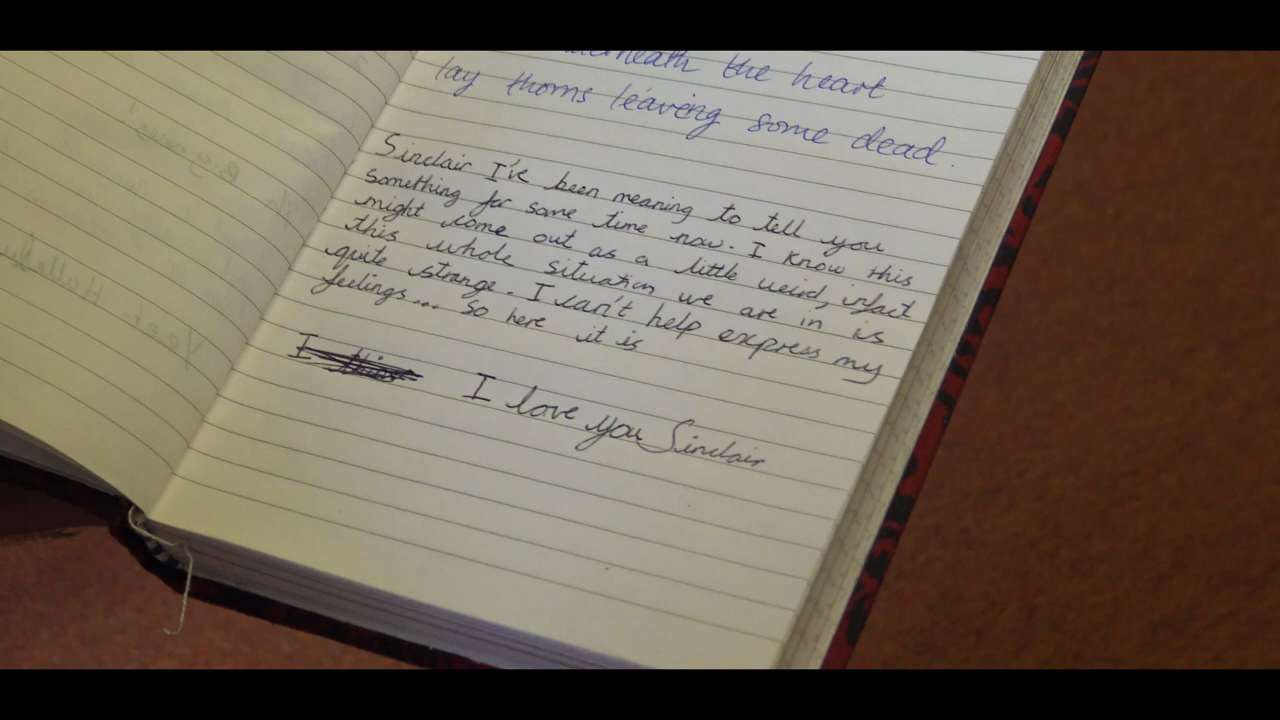 the heart
lay thorns leaving some dead.
Sinclair I've been meaning to tell you
something for some time now. I know this
might come out as a little weird, infact
this whole situation we are in is
quite strange. I can't help express my
feelings... So here it is
I think I love you Sinclair